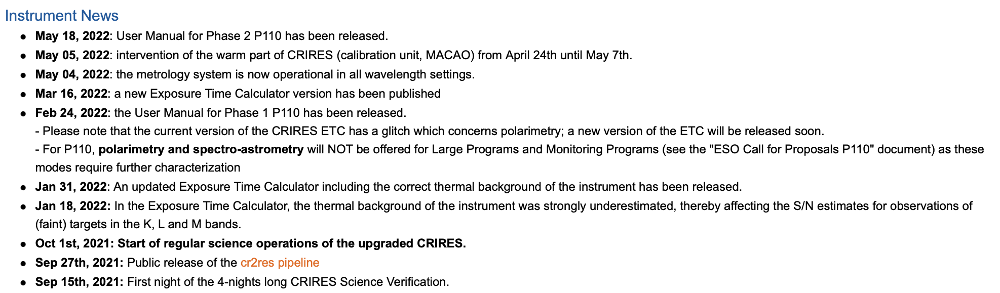 Instrument News
• May 18, 2022: User Manual for Phase 2 P110 has been released.
• May 05, 2022: intervention of the warm part of CRIRES (calibration unit, MACAO) from April 24th until May 7th.
• May 04, 2022: the metrology system is now operational in all wavelength settings.
• Mar 16, 2022: a new Exposure Time Calculator version has been published
• Feb 24, 2022: the User Manual for Phase 1 P110 has been released.
- Please note that the current version of the CRIRES ETC has a glitch which concerns polarimetry; a new version of the ETC will be released soon.
- For P110, polarimetry and spectro-astrometry will NOT be offered for Large Programs and Monitoring Programs (see the "ESO Call for Proposals P110" document) as these
modes require further characterization
• Jan 31, 2022: An updated Exposure Time Calculator including the correct thermal background of the instrument has been released.
• Jan 18, 2022: In the Exposure Time Calculator, the thermal background of the instrument was strongly underestimated, thereby affecting the S/N estimates for observations of
(faint) targets in the K, L and M bands.
• Oct 1st, 2021: Start of regular science operations of the upgraded CRIRES.
• Sep 27th, 2021: Public release of the cr2res pipeline
• Sep 15th, 2021: First night of the 4-nights long CRIRES Science Verification.